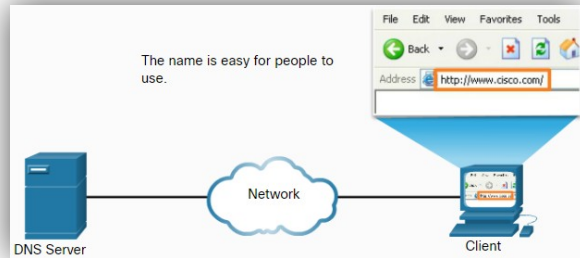 File Edit View Favorites Tools
Back
Address http://www.cisco.com/
The name is easy for people to
use.
Network
DNS Server
Client